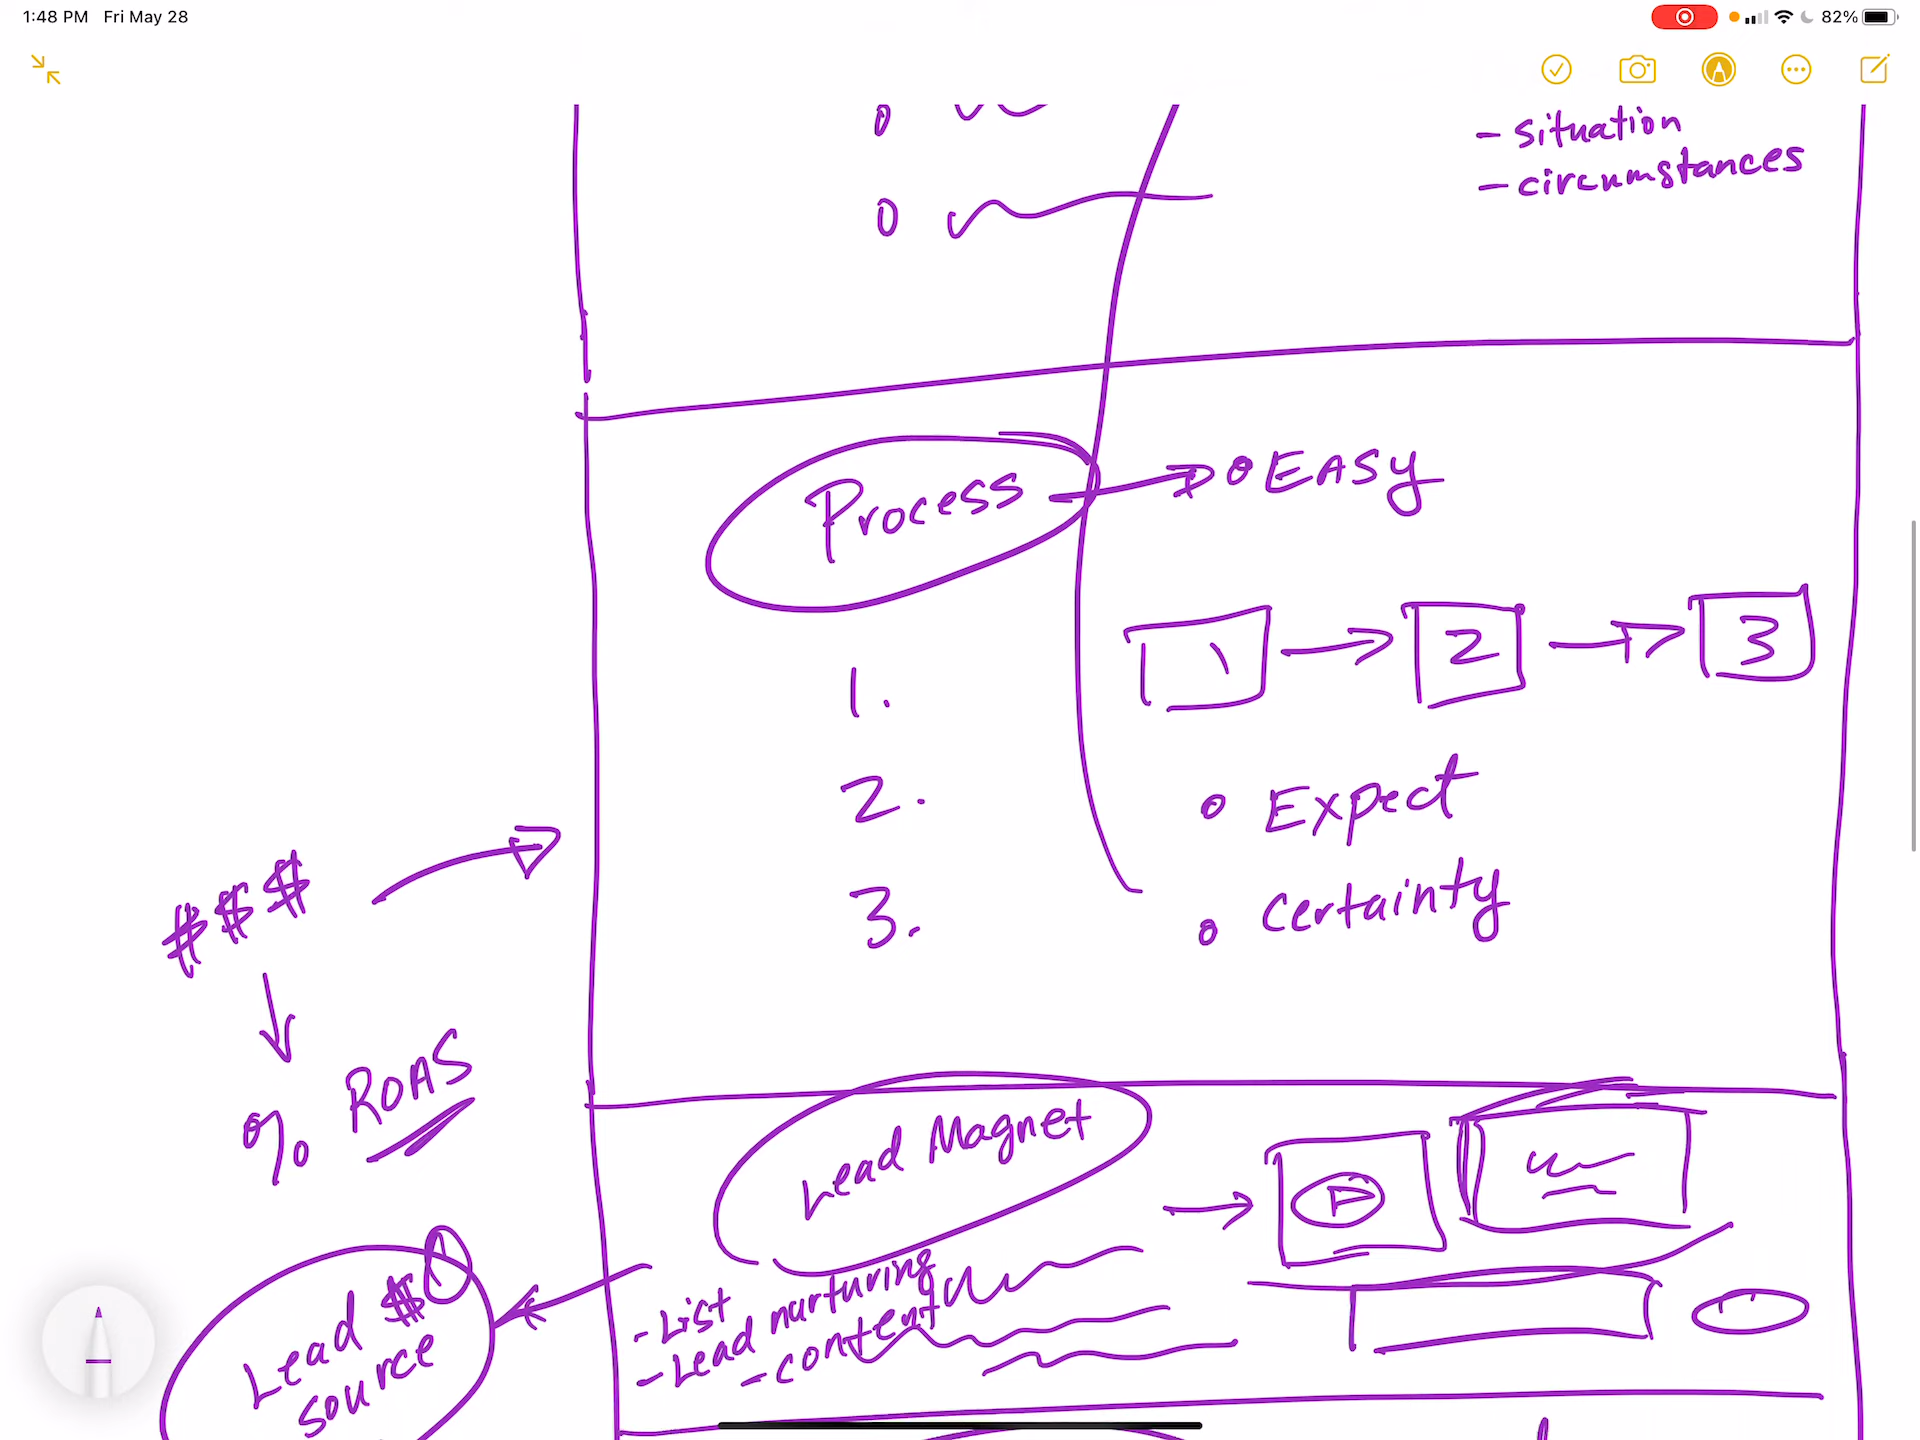 1:48 PM Fri May 28
82%
- situation
- circumstances
Process
EASY
1 2 3
1.
2.
3.
Expect
Certainty
$$$
% ROAS
Lead Magnet
Lead $
source
- List
- Lead nurturing
- content